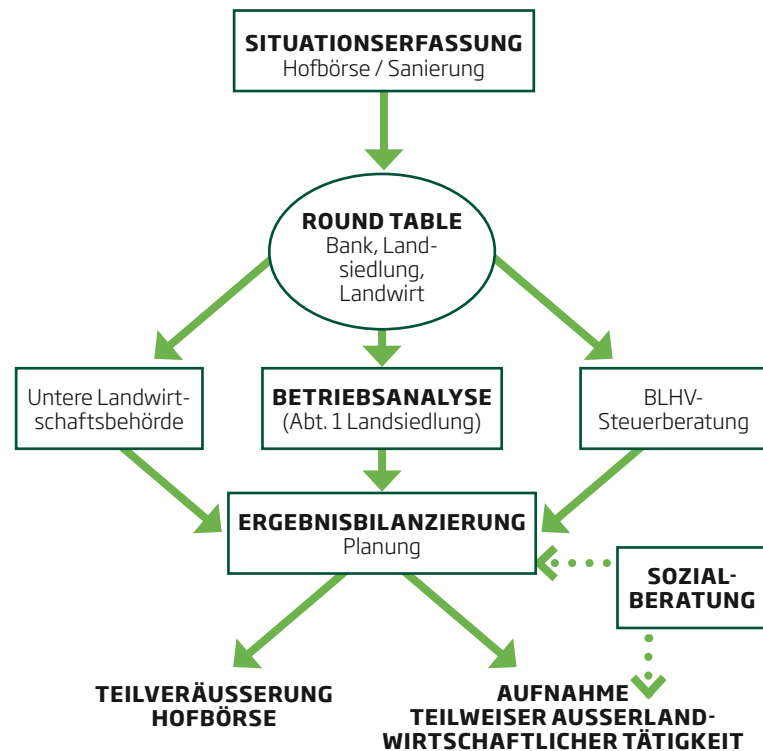 SITUATIONSERFASSUNG
Hofbörse / Sanierung
ROUND TABLE
Bank, Land-
siedlung,
Landwirt
Untere Landwirt-
schaftsbehörde
BETRIEBSANALYSE
(Abt. 1 Landsiedlung)
BLHV-
Steuerberatung
ERGEBNISBILANZIERUNG
Planung
SOZIAL-
BERATUNG
TEILVERÄUSSERUNG
HOFBÖRSE
AUFNAHME
TEILWEISER AUSSERLAND-
WIRTSCHAFTLICHER TÄTIGKEIT